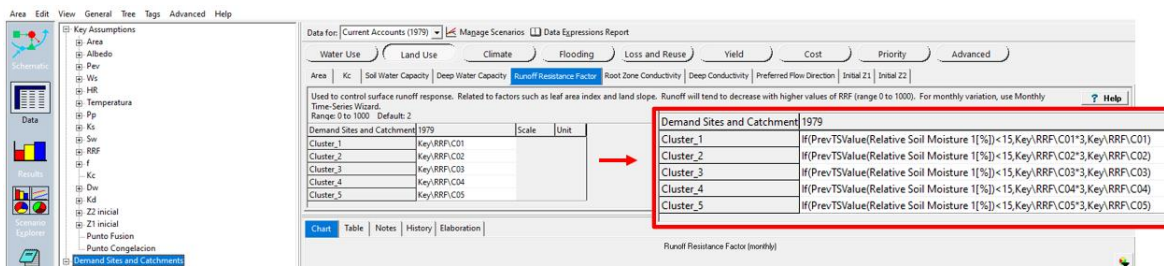 Area Edit View General Tree Tags Advanced Help
Schematic
Data
Results
Scenario Explorer
Key Assumptions
Area
Albedo
Pev
Ws
HR
Temperatura
Pp
Ks
Sw
RRF
f
Kc
Dw
Kd
Z2 inicial
Z1 inicial
Punto Fusion
Punto Congelacion
Demand Sites and Catchments
Data for: Current Accounts (1979) Manage Scenarios Data Expressions Report
Water Use Land Use Climate Flooding Loss and Reuse Yield Cost Priority Advanced
Area Kc Soil Water Capacity Deep Water Capacity Runoff Resistance Factor Root Zone Conductivity Deep Conductivity Preferred Flow Direction Initial Z1 Initial Z2
Used to control surface runoff response. Related to factors such as leaf area index and land slope. Runoff will tend to decrease with higher values of RRF (range 0 to 1000). For monthly variation, use Monthly
Time-Series Wizard.
Range: 0 to 1000 Default: 2
? Help
Demand Sites and Catchment 1979 Scale Unit
Cluster_1 Key\RRF\C01
Cluster_2 Key\RRF\C02
Cluster_3 Key\RRF\C03
Cluster_4 Key\RRF\C04
Cluster_5 Key\RRF\C05
Demand Sites and Catchment 1979
Cluster_1 If(PrevTSValue(Relative Soil Moisture 1[%])<15,Key\RRF\C01*3,Key\RRF\C01)
Cluster_2 If(PrevTSValue(Relative Soil Moisture 1[%])<15,Key\RRF\C02*3,Key\RRF\C02)
Cluster_3 If(PrevTSValue(Relative Soil Moisture 1[%])<15,Key\RRF\C03*3,Key\RRF\C03)
Cluster_4 If(PrevTSValue(Relative Soil Moisture 1[%])<15,Key\RRF\C04*3,Key\RRF\C04)
Cluster_5 If(PrevTSValue(Relative Soil Moisture 1[%])<15,Key\RRF\C05*3,Key\RRF\C05)
Chart Table Notes History Elaboration
Runoff Resistance Factor (monthly)